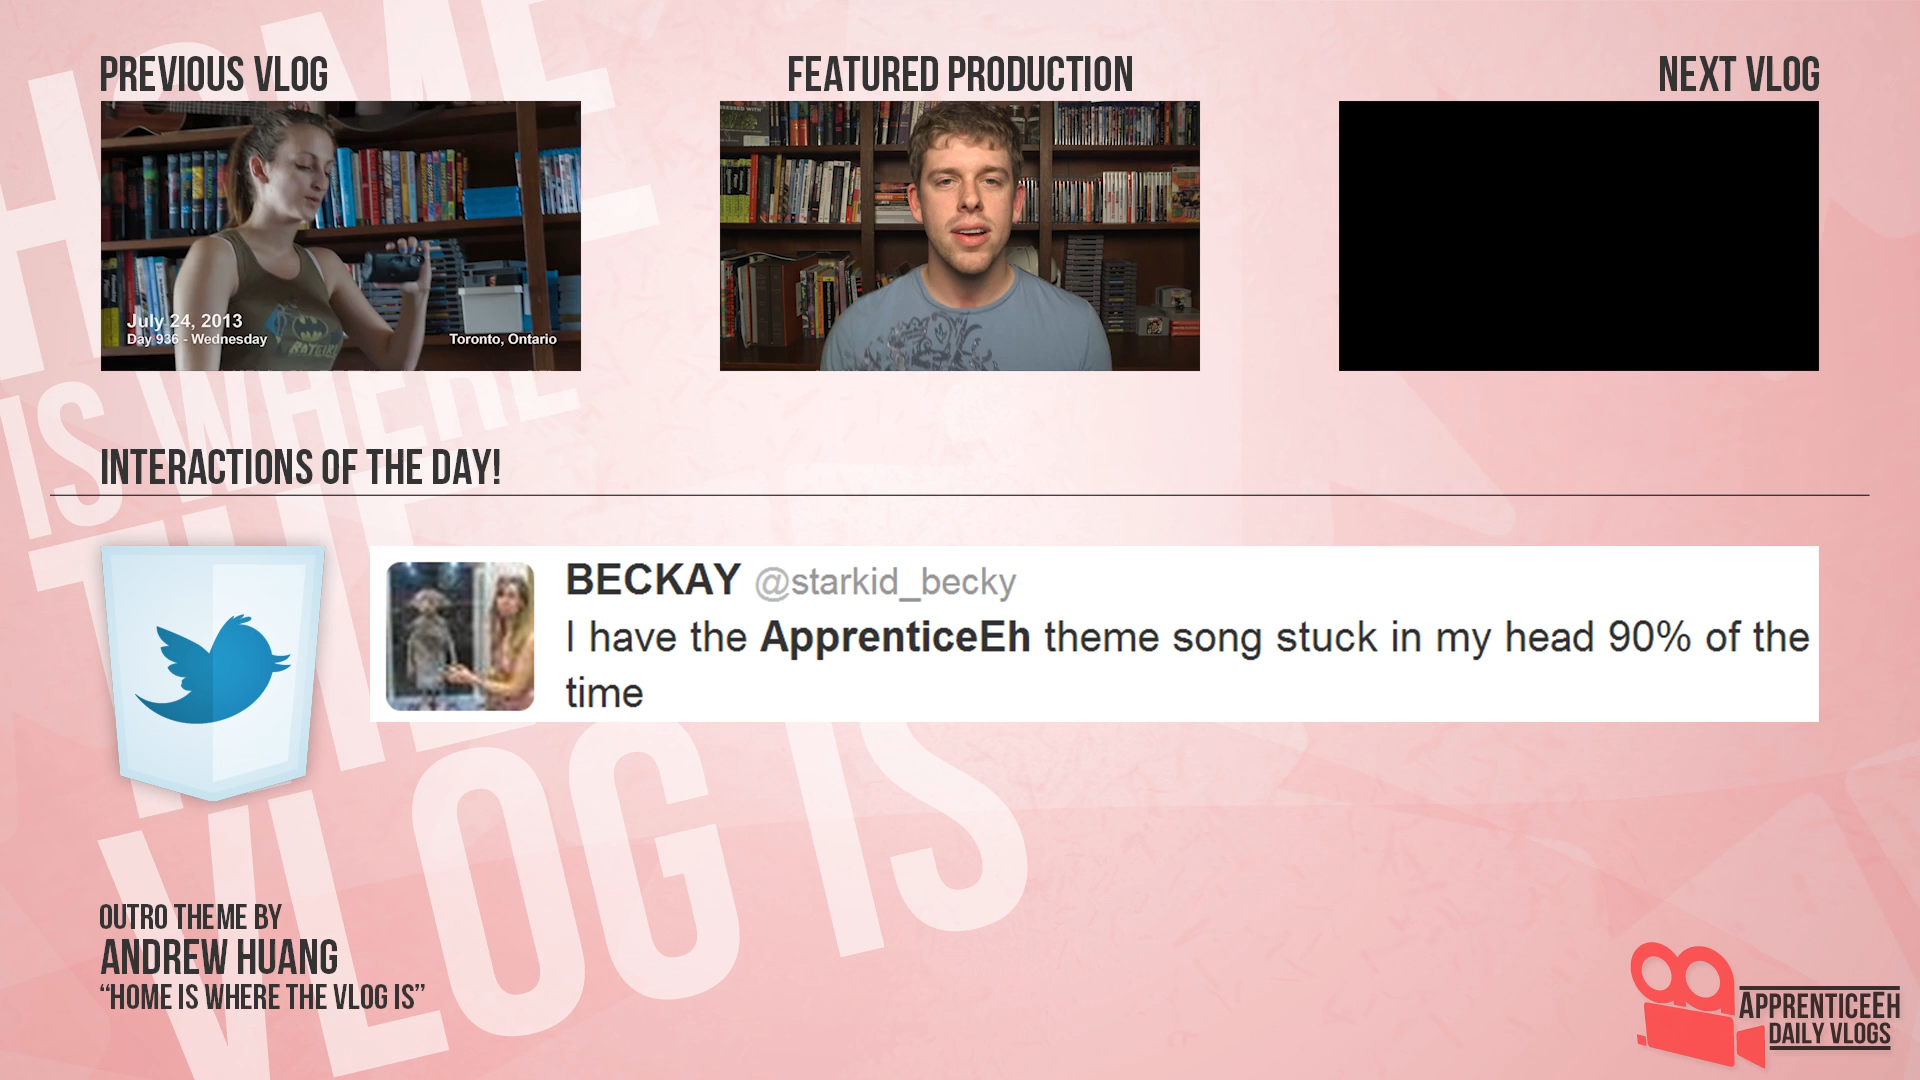 PREVIOUS VLOG
FEATURED PRODUCTION
NEXT VLOG
July 24, 2013
Day 936 - Wednesday
Toronto, Ontario
BATGIRL
HOME
IS WHERE
THE
VLOG IS
INTERACTIONS OF THE DAY!
BECKAY @starkid_becky
I have the ApprenticeEh theme song stuck in my head 90% of the
time
OUTRO THEME BY
ANDREW HUANG
“HOME IS WHERE THE VLOG IS”
APPRENTICEEH
DAILY VLOGS